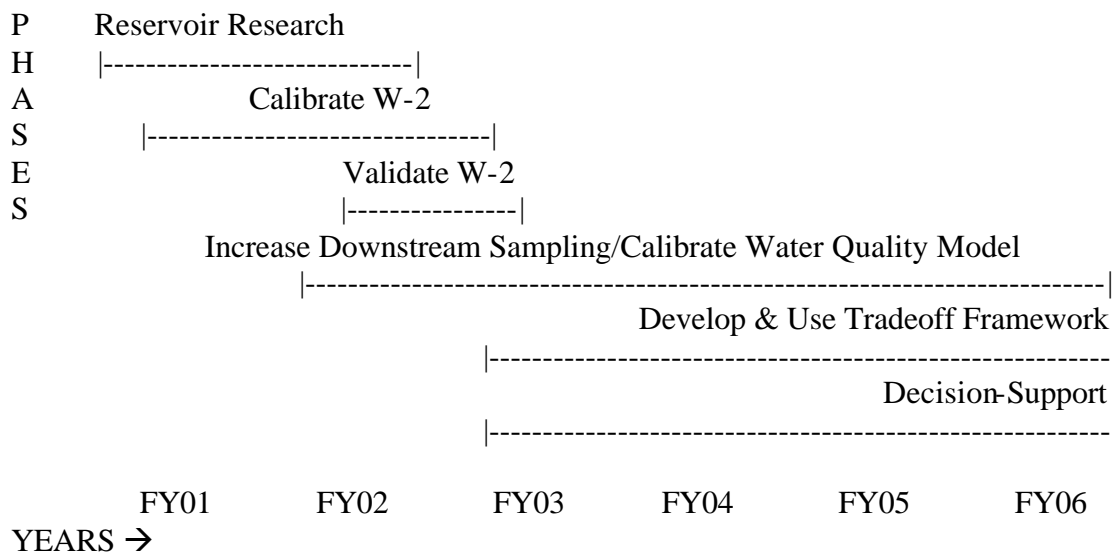 P Reservoir Research
H |-----------------------------|
A Calibrate W-2
S |--------------------------------|
E Validate W-2
S |----------------|
Increase Downstream Sampling/Calibrate Water Quality Model
|---------------------------------------------------------------------------|
Develop & Use Tradeoff Framework
|-----------------------------------------------------------
Decision-Support
|-----------------------------------------------------------
FY01 FY02 FY03 FY04 FY05 FY06
YEARS →